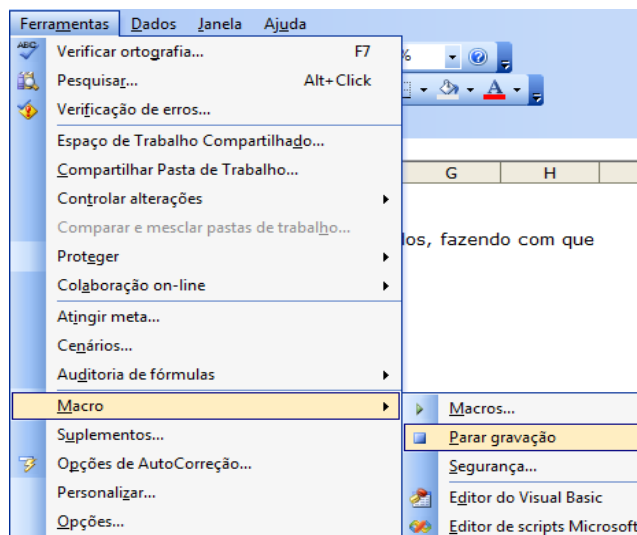 Ferramentas Dados Janela Ajuda
ABC Verificar ortografia... F7
%
Pesquisar... Alt+Click
A
Verificação de erros...
Espaço de Trabalho Compartilhado...
Compartilhar Pasta de Trabalho...
G H
Controlar alterações
Comparar e mesclar pastas de trabalho...
los, fazendo com que
Proteger
Colaboração on-line
Atingir meta...
Cenários...
Auditoria de fórmulas
Macro
Macros...
Suplementos...
Parar gravação
Opções de AutoCorreção...
Segurança...
Personalizar...
Editor do Visual Basic
Opções...
Editor de scripts Microsoft